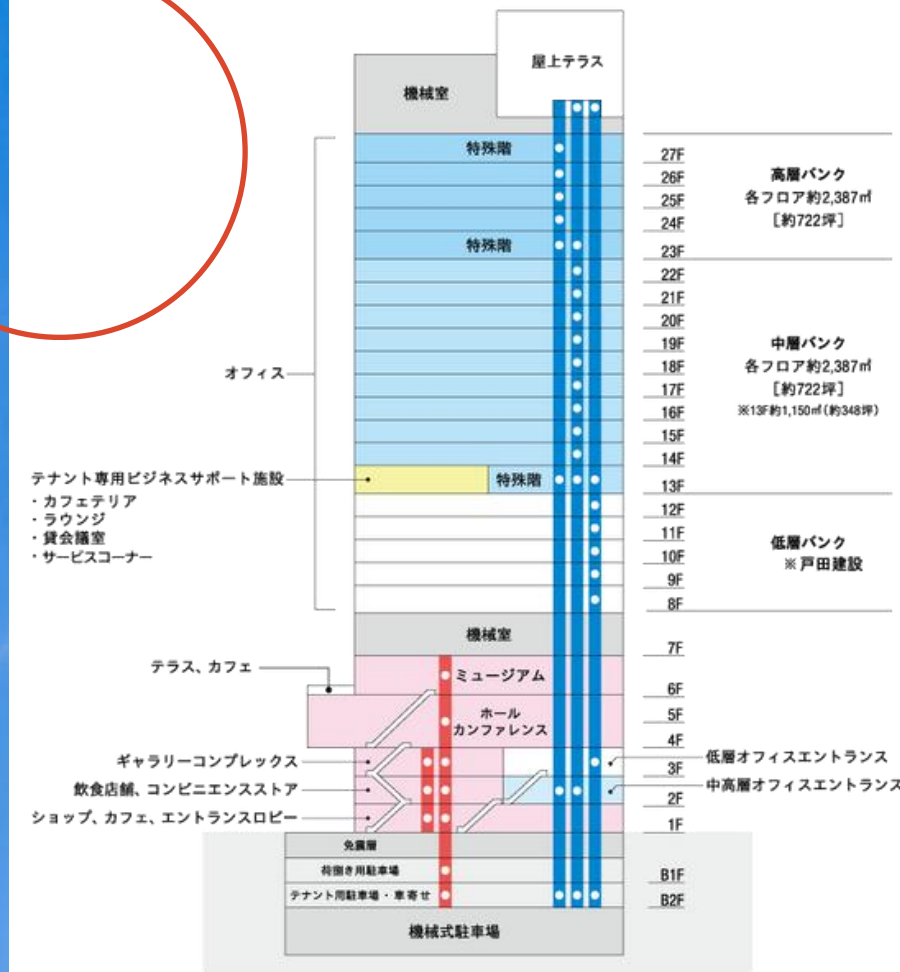 屋上テラス
機械室
特殊階
27F
26F
25F
24F
特殊階
23F
高層バンク
各フロア約2,387㎡
［約722坪］
22F
21F
20F
19F
18F
17F
16F
15F
14F
中層バンク
各フロア約2,387㎡
［約722坪］
※13F約1,150㎡(約348坪)
オフィス
テナント専用ビジネスサポート施設
・カフェテリア
・ラウンジ
・貸会議室
・サービスコーナー
特殊階
13F
12F
11F
10F
9F
8F
低層バンク
※戸田建設
機械室
7F
テラス、カフェ
ミュージアム
6F
ホール
カンファレンス
5F
4F
ギャラリーコンプレックス
3F
低層オフィスエントランス
飲食店舗、コンビニエンスストア
2F
中高層オフィスエントランス
ショップ、カフェ、エントランスロビー
1F
免震層
荷捌き用駐車場
B1F
テナント用駐車場・車寄せ
B2F
機械式駐車場